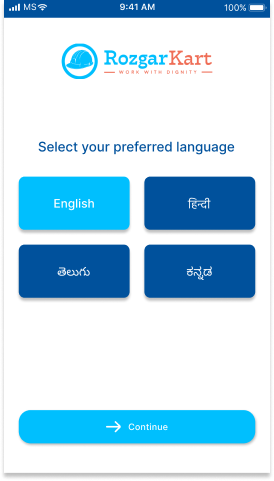 MS 9:41 AM 100%
RozgarKart
WORK WITH DIGNITY
Select your preferred language
English हिन्दी
తెలుగు ಕನ್ನಡ
Continue